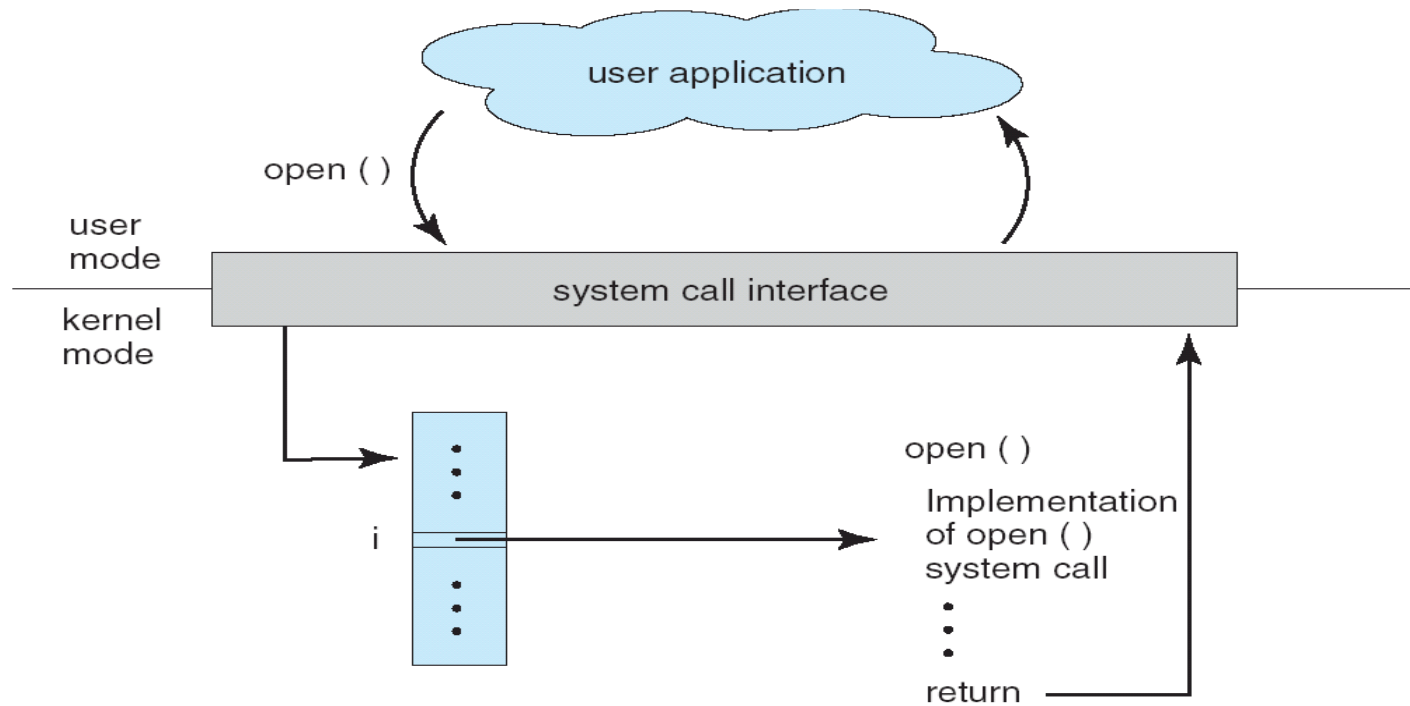 user application
open ( )
user
mode
system call interface
kernel
mode
open ( )
Implementation
of open ( )
system call
i
return